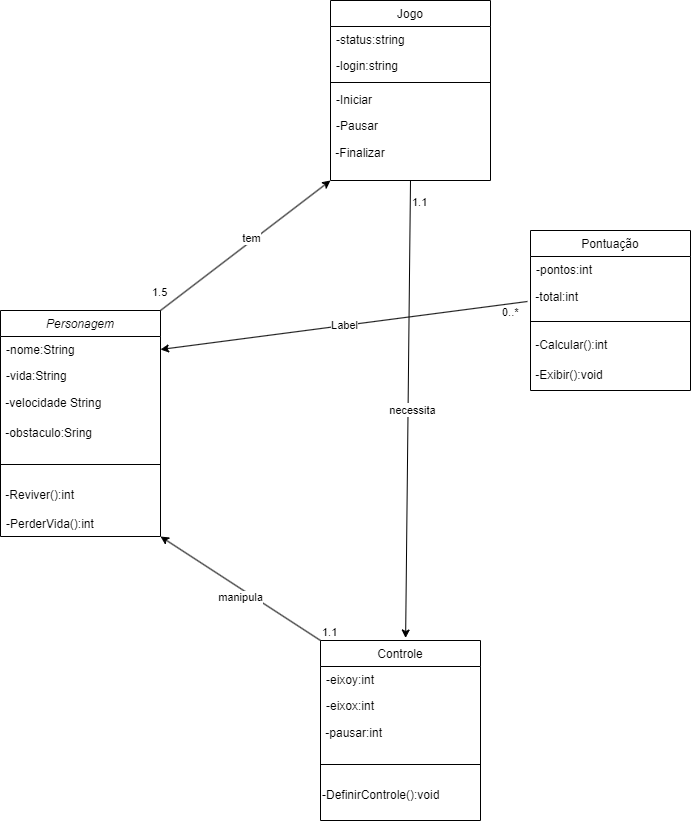 Jogo
-status:string
-login:string
-Iniciar
-Pausar
-Finalizar
1.1
tem
1.5
Pontuação
-pontos:int
-total:int
-Calcular():int
-Exibir():void
0..*
Label
Personagem
-nome:String
-vida:String
-velocidade String
-obstaculo:Sring
-Reviver():int
-PerderVida():int
necessita
manipula
1.1
Controle
-eixoy:int
-eixox:int
-pausar:int
-DefinirControle():void